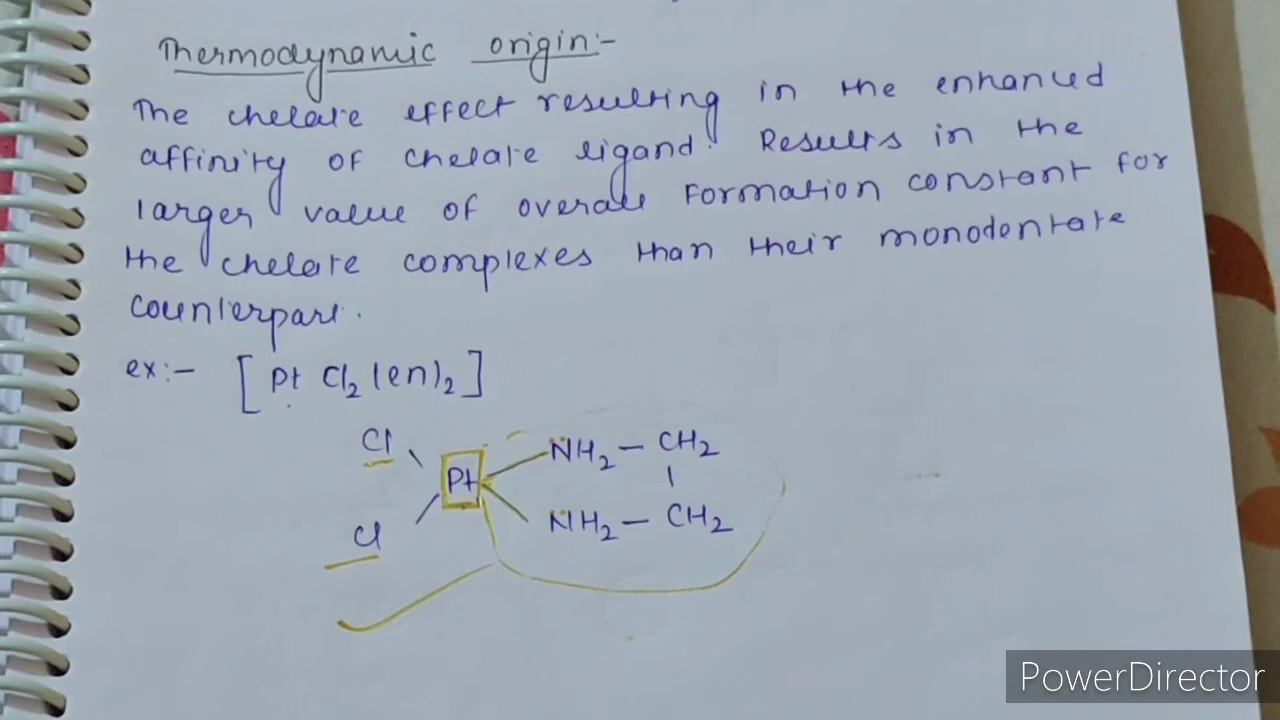 Thermodynamic origin:-
The chelate effect resulting in the enhanced
affinity of chelate ligand. Results in the
larger value of overall formation constant for
the chelate complexes than their monodentate
counterpart.
ex:- [Pt Cl₂ (en)₂]
Cl NH₂ - CH₂
Pt
Cl NH₂ - CH₂
PowerDirector